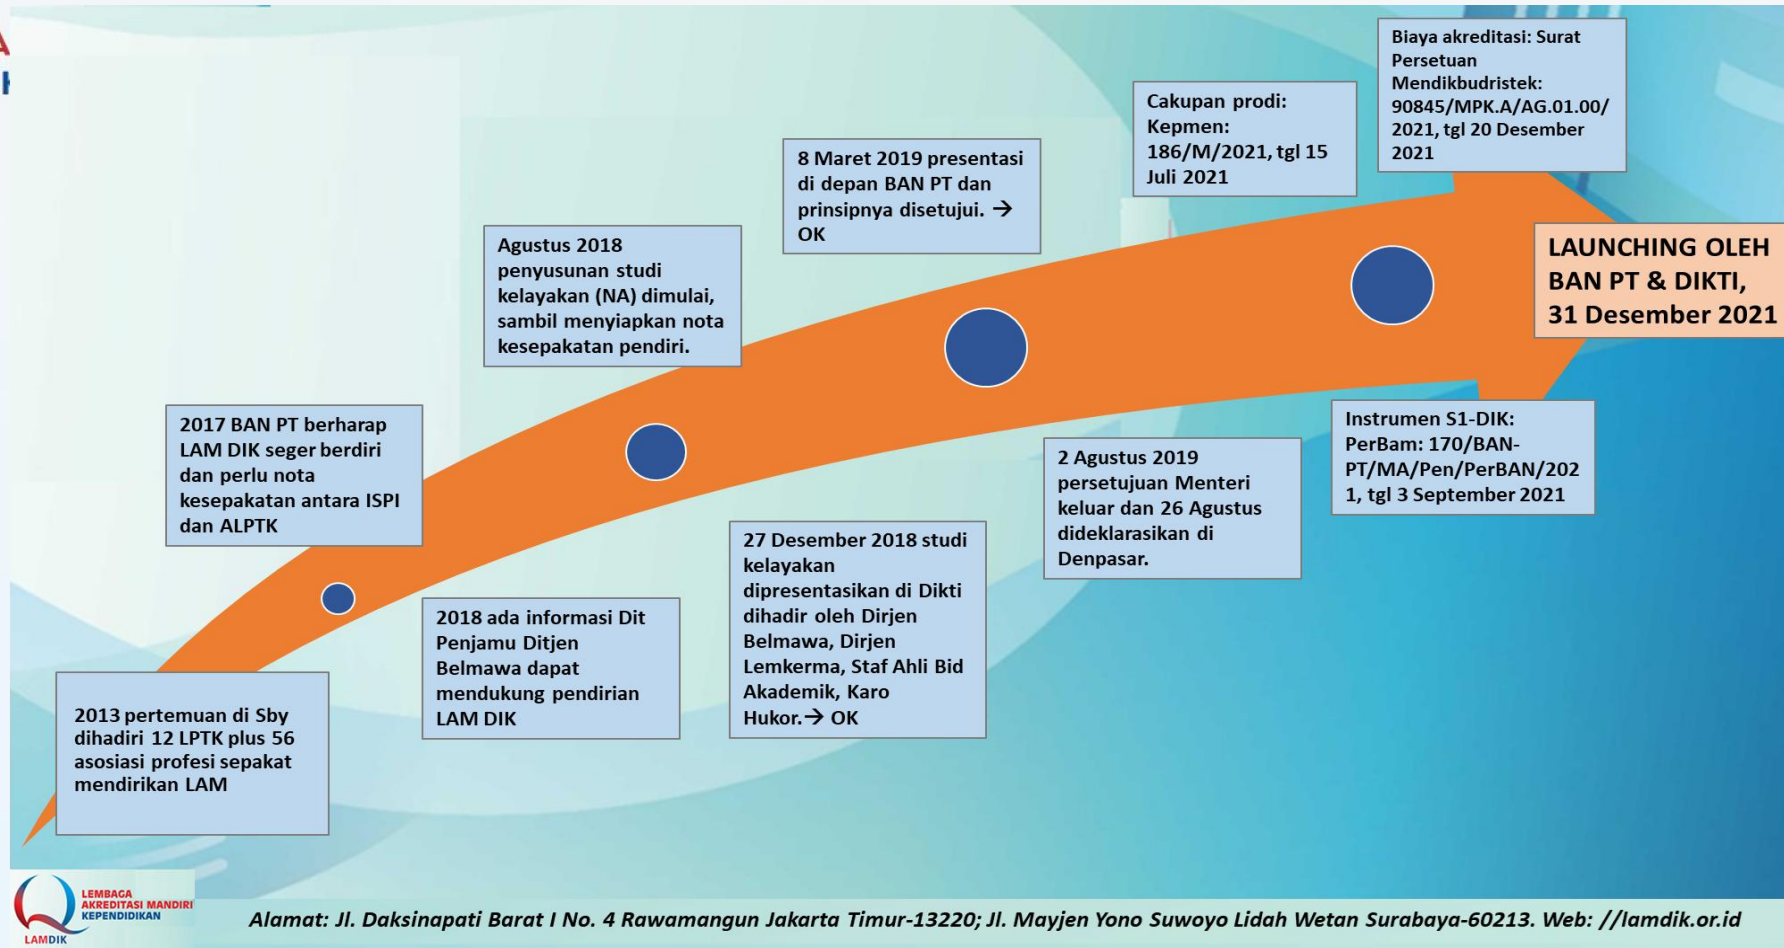 2013 pertemuan di Sby
dihadiri 12 LPTK plus 56
asosiasi profesi sepakat
mendirikan LAM
2017 BAN PT berharap
LAM DIK seger berdiri
dan perlu nota
kesepakatan antara ISPI
dan ALPTK
2018 ada informasi Dit
Penjamu Ditjen
Belmawa dapat
mendukung pendirian
LAM DIK
Agustus 2018
penyusunan studi
kelayakan (NA) dimulai,
sambil menyiapkan nota
kesepakatan pendiri.
27 Desember 2018 studi
kelayakan
dipresentasikan di Dikti
dihadir oleh Dirjen
Belmawa, Dirjen
Lemkerma, Staf Ahli Bid
Akademik, Karo
Hukor.→ OK
8 Maret 2019 presentasi
di depan BAN PT dan
prinsipnya disetujui. →
OK
2 Agustus 2019
persetujuan Menteri
keluar dan 26 Agustus
dideklarasikan di
Denpasar.
Cakupan prodi:
Kepmen:
186/M/2021, tgl 15
Juli 2021
Instrumen S1-DIK:
PerBam: 170/BAN-
PT/MA/Pen/PerBAN/202
1, tgl 3 September 2021
Biaya akreditasi: Surat
Persetuan
Mendikbudristek:
90845/MPK.A/AG.01.00/
2021, tgl 20 Desember
2021
LAUNCHING OLEH
BAN PT & DIKTI,
31 Desember 2021
LEMBAGA
AKREDITASI MANDIRI
KEPENDIDIKAN
LAMDIK
Alamat: Jl. Daksinapati Barat I No. 4 Rawamangun Jakarta Timur-13220; Jl. Mayjen Yono Suwoyo Lidah Wetan Surabaya-60213. Web: //lamdik.or.id